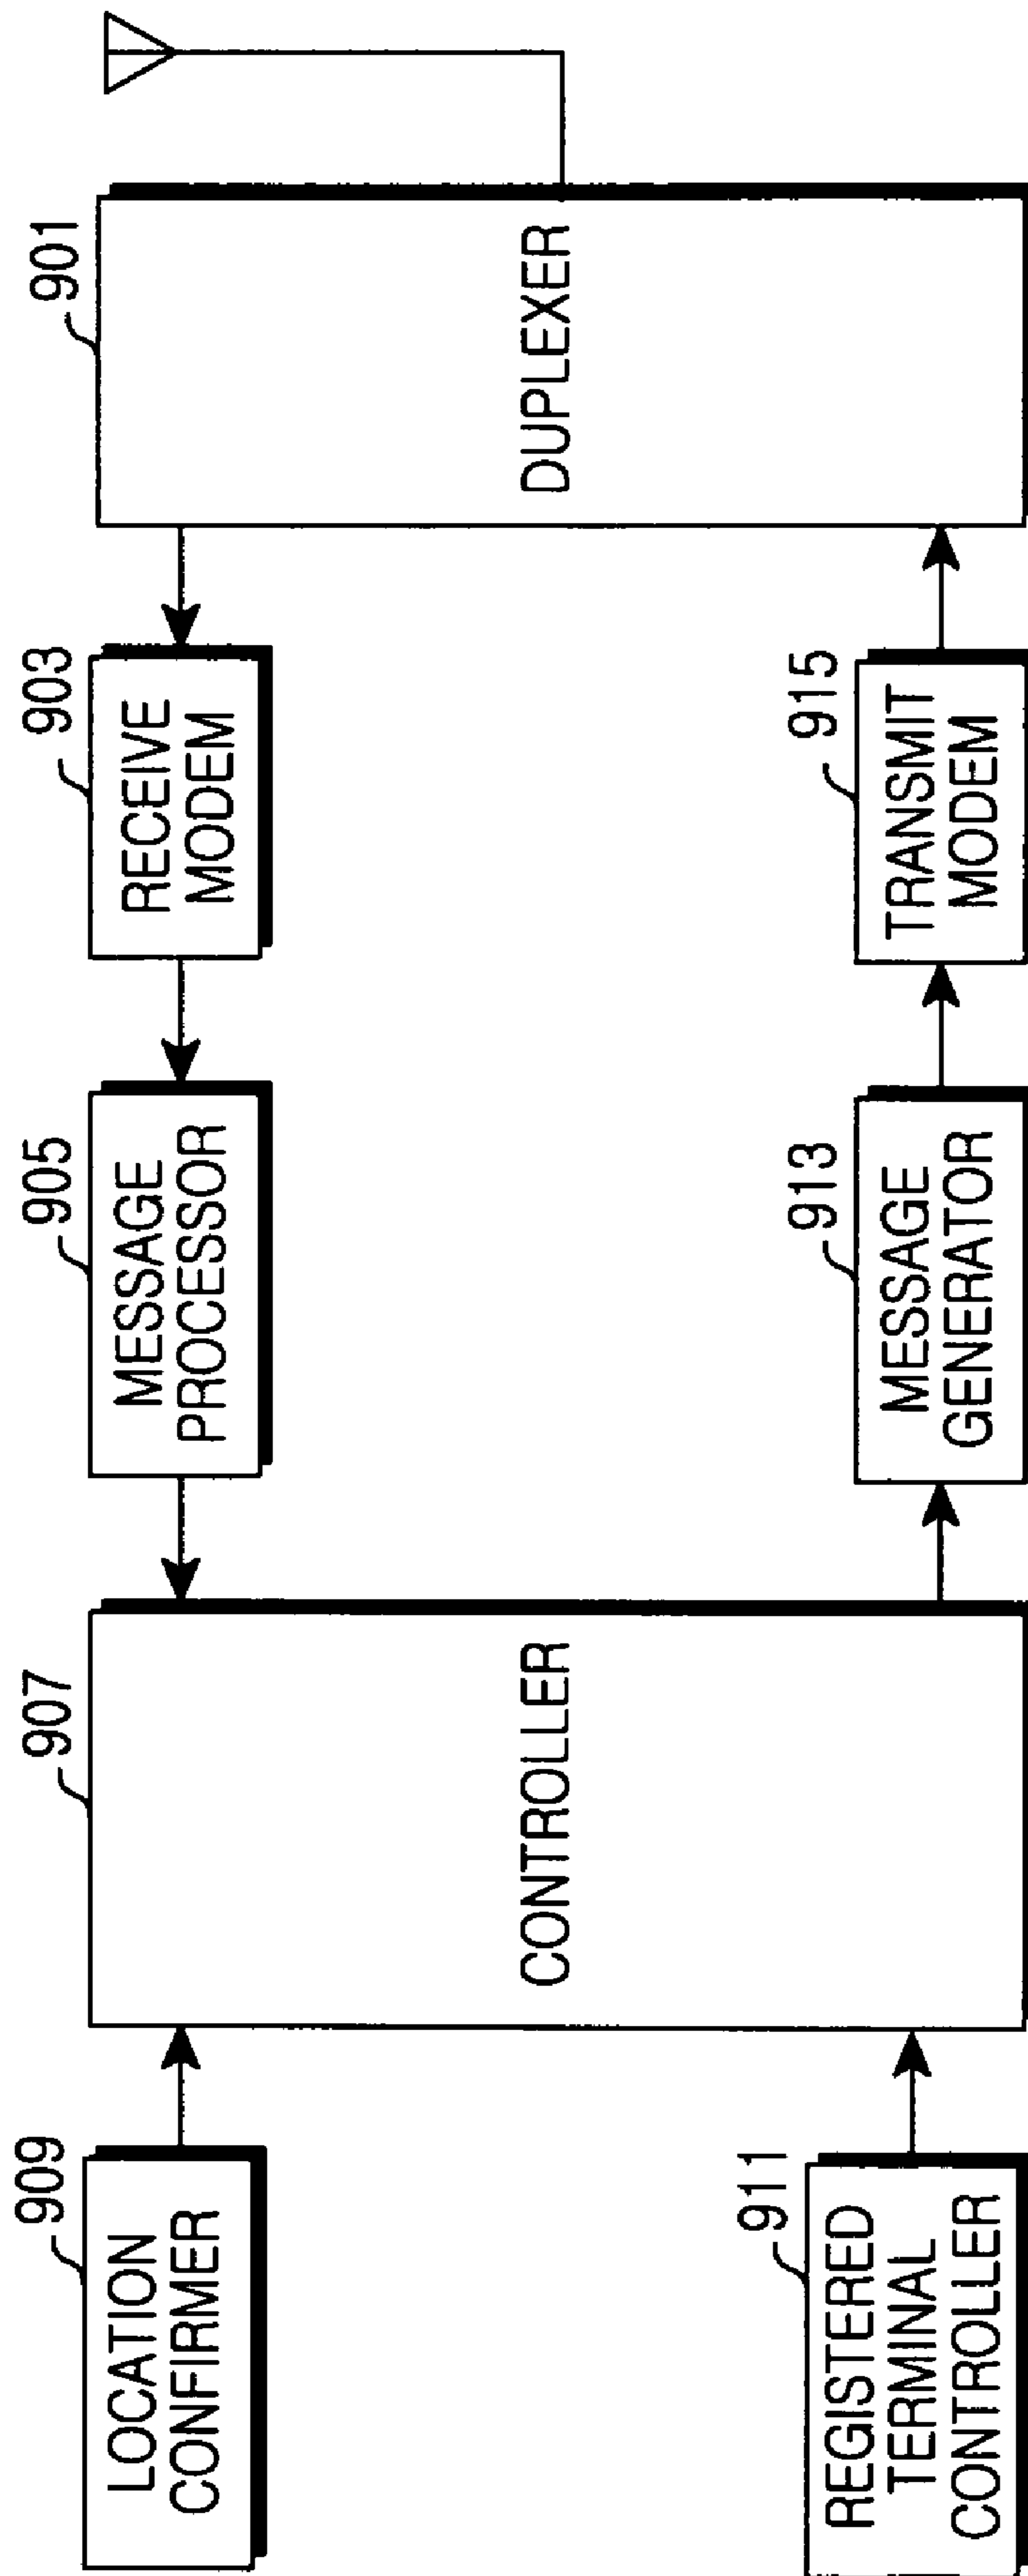 909
LOCATION
CONFIRMER
907
CONTROLLER
905
MESSAGE
PROCESSOR
903
RECEIVE
MODEM
901
DUPLEXER
911
REGISTERED
TERMINAL
CONTROLLER
913
MESSAGE
GENERATOR
915
TRANSMIT
MODEM